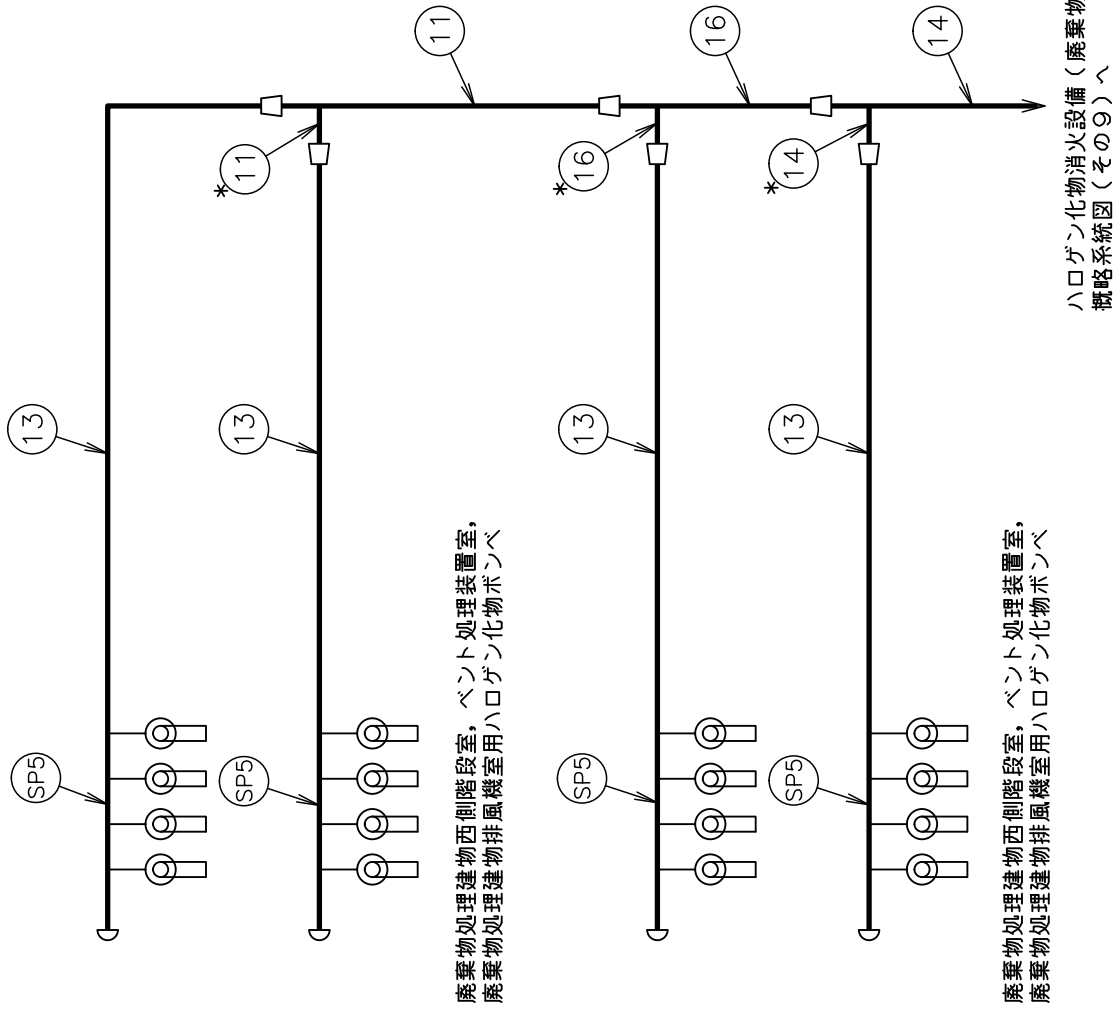 11
16
14
11
*
16
*
14
*
13
13
13
13
SP5
SP5
SP5
SP5
廃棄物処理建物西側階段室，ベント処理装置室，
廃棄物処理建物排風機室用ハロゲン化物ボンベ
廃棄物処理建物西側階段室，ベント処理装置室，
廃棄物処理建物排風機室用ハロゲン化物ボンベ
ハロゲン化物消火設備（廃棄物
概略系統図（その９）へ